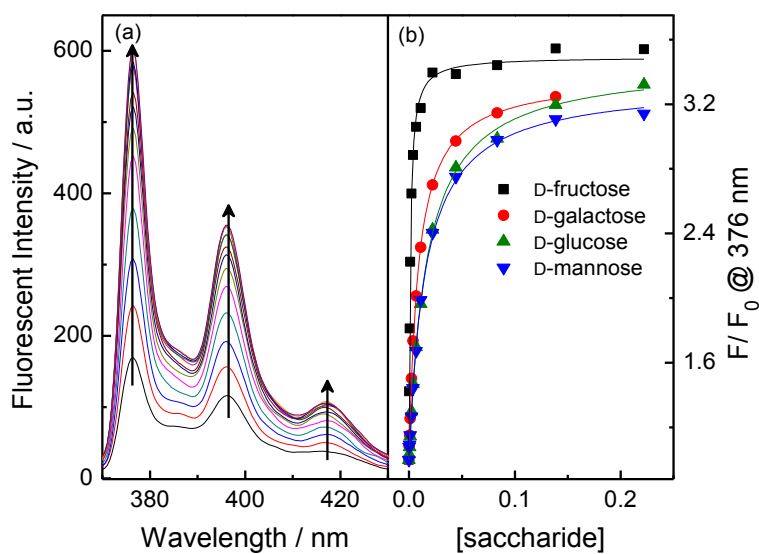 (a)
(b)
600
400
200
0
Fluorescent Intensity / a.u.
380
400
420
Wavelength / nm
D-fructose
D-galactose
D-glucose
D-mannose
0.0
0.1
0.2
[saccharide]
3.2
2.4
1.6
F/ F0 @ 376 nm